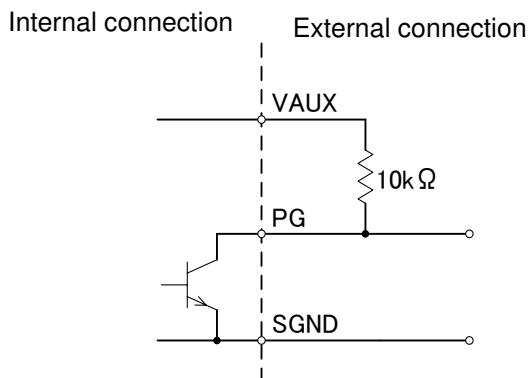 Internal connection
External connection
VAUX
10kΩ
PG
SGND